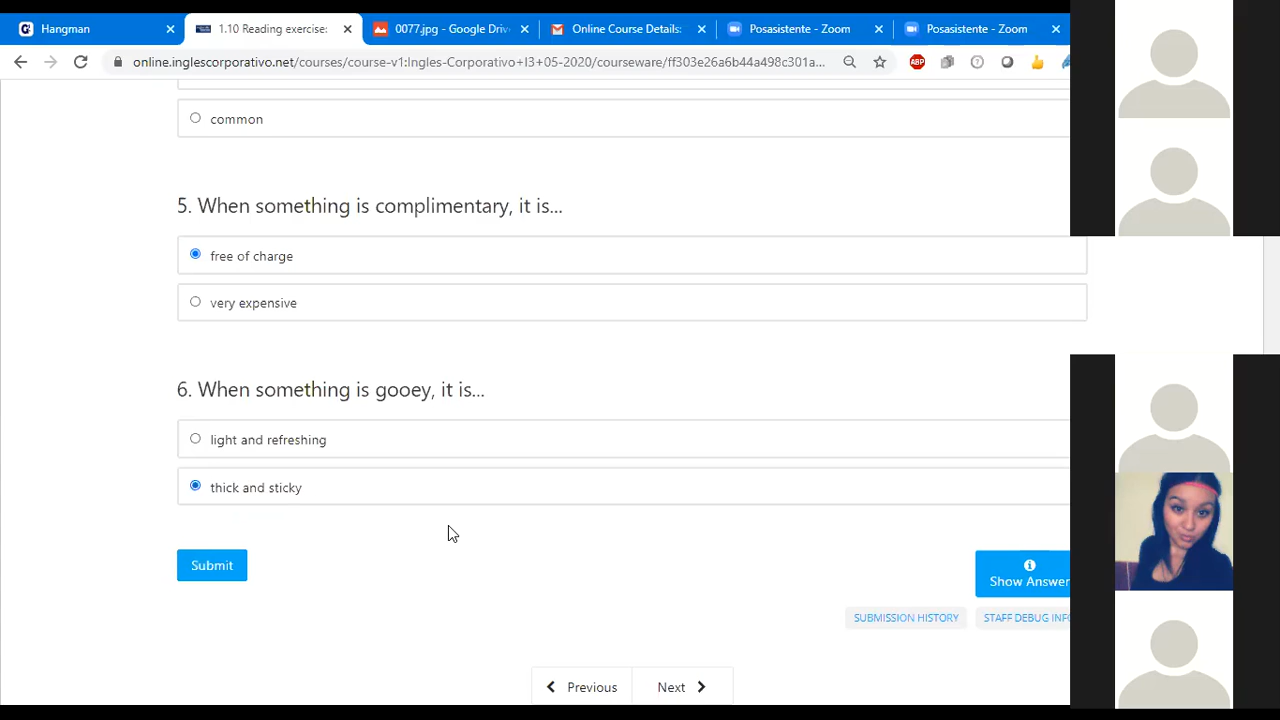 Hangman
1.10 Reading exercise:
0077.jpg - Google Driv
Online Course Details:
Posasistente - Zoom
Posasistente - Zoom
online.inglescorporativo.net/courses/course-v1:Ingles-Corporativo+I3+05-2020/courseware/ff303e26a6b44a498c301a...
ABP
common
5. When something is complimentary, it is...
free of charge
very expensive
6. When something is gooey, it is...
light and refreshing
thick and sticky
Submit
Show Answer
SUBMISSION HISTORY
STAFF DEBUG INF
Previous
Next